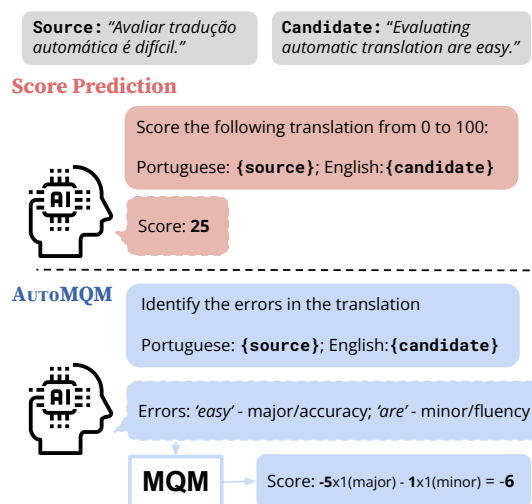 Source: “Avaliar tradução
automática é difícil.”
Candidate: “Evaluating
automatic translation are easy.”
Score Prediction
Score the following translation from 0 to 100:
Portuguese: {source}; English:{candidate}
AI
Score: 25
AUTOMQM
Identify the errors in the translation
Portuguese: {source}; English:{candidate}
AI
Errors: ‘easy’ - major/accuracy; ‘are’ - minor/fluency
MQM
Score: -5x1(major) - 1x1(minor) = -6